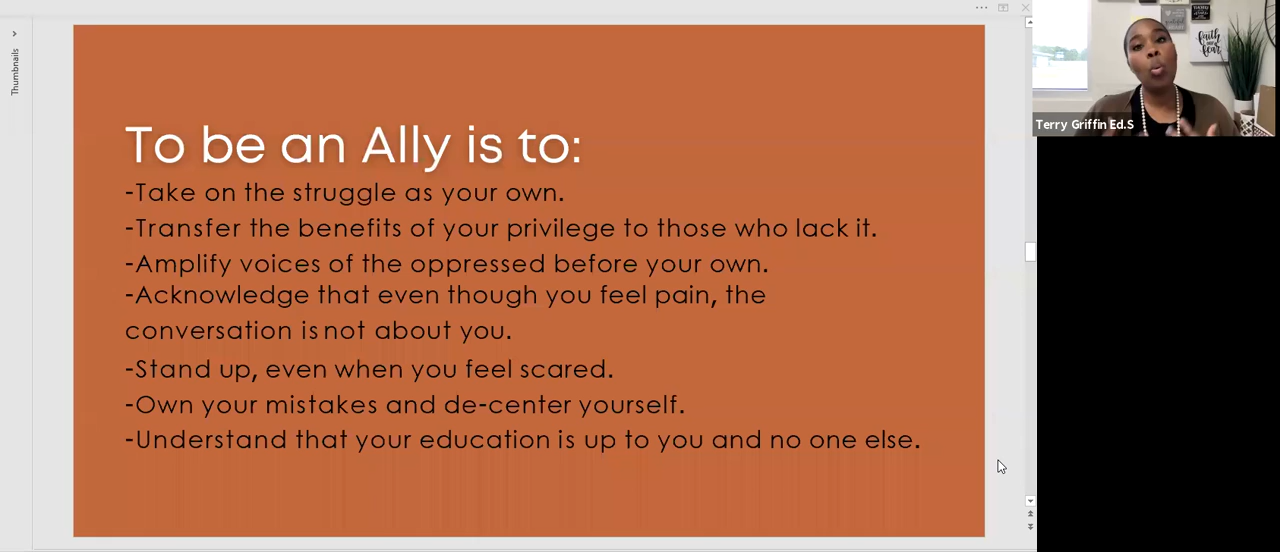 Thumbnails
To be an Ally is to:
-Take on the struggle as your own.
-Transfer the benefits of your privilege to those who lack it.
-Amplify voices of the oppressed before your own.
-Acknowledge that even though you feel pain, the
conversation is not about you.
-Stand up, even when you feel scared.
-Own your mistakes and de-center yourself.
-Understand that your education is up to you and no one else.
faith
fear
Terry Griffin Ed.S